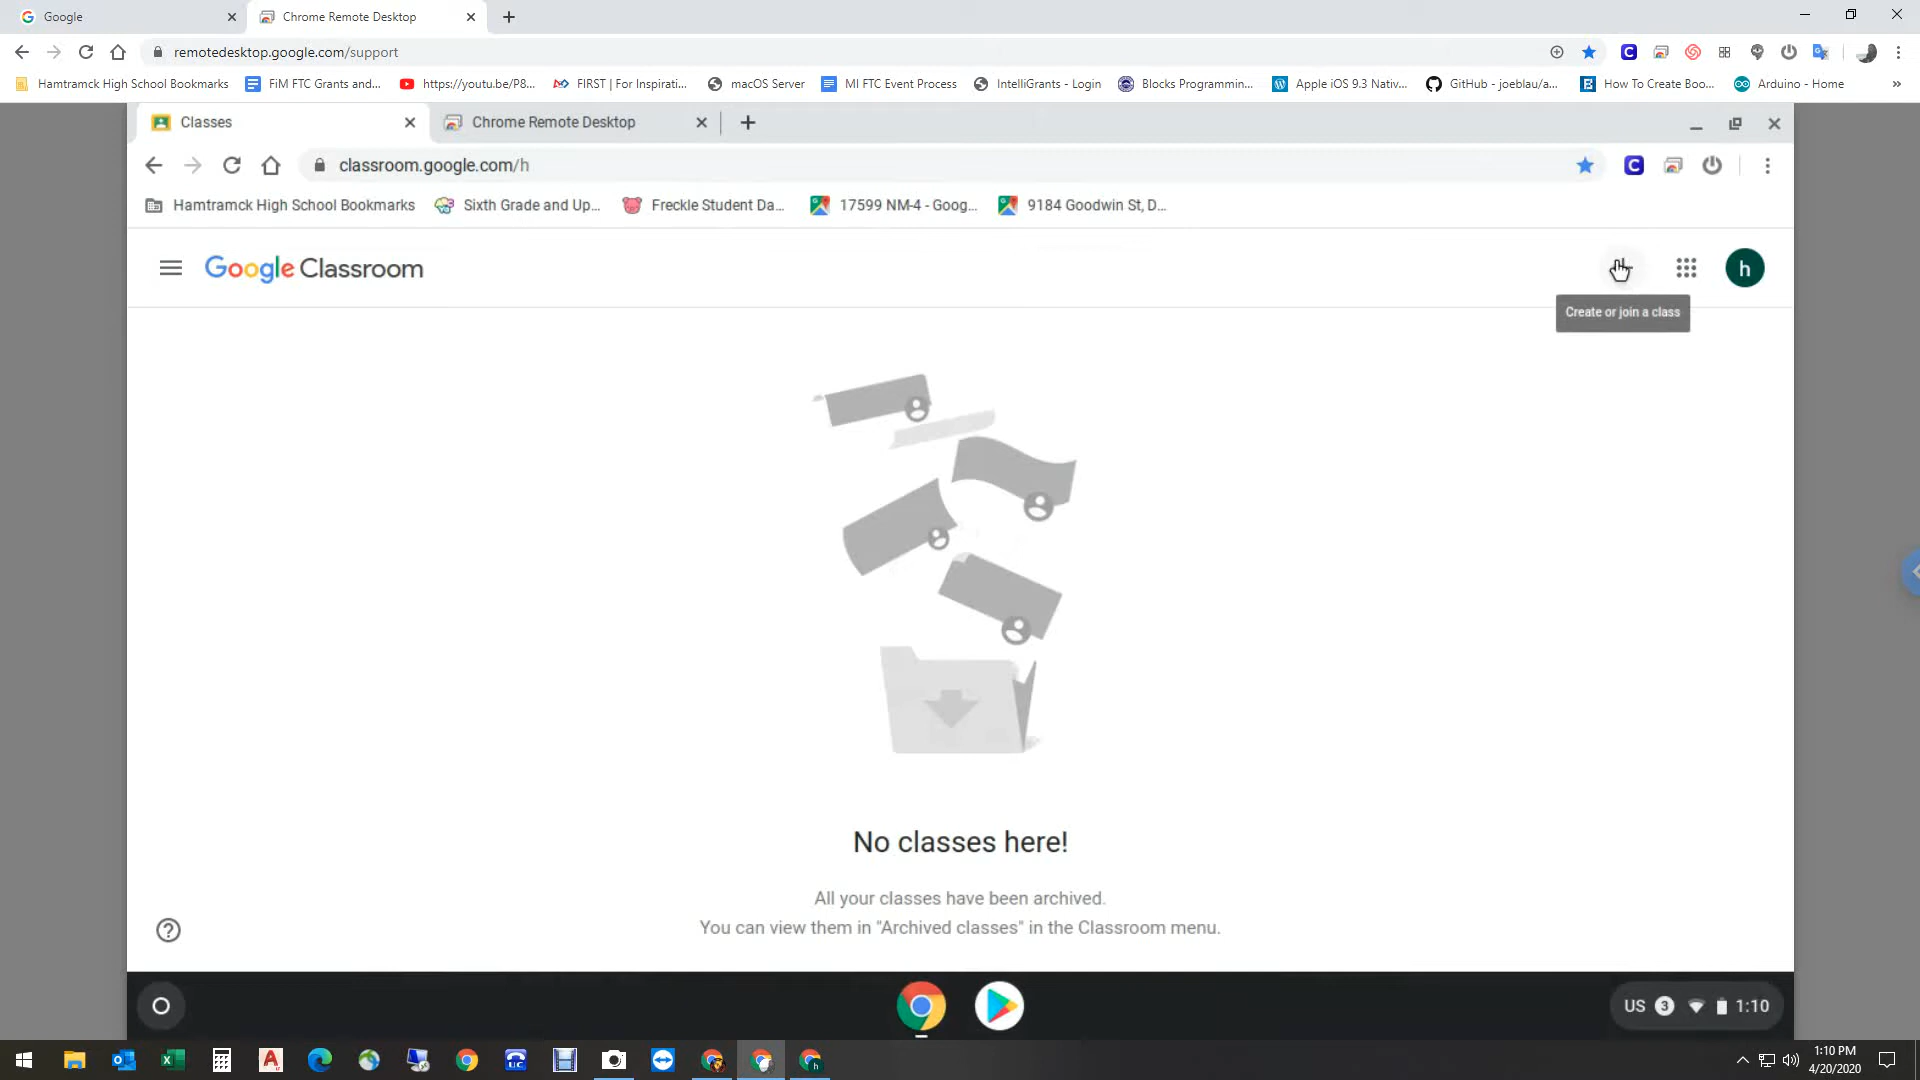 Google
Chrome Remote Desktop
remotedesktop.google.com/support
Hamtramck High School Bookmarks
FiM FTC Grants and...
https://youtu.be/P8...
FIRST | For Inspirati...
macOS Server
MI FTC Event Process
IntelliGrants - Login
Blocks Programmin...
Apple iOS 9.3 Nativ...
GitHub - joeblau/a...
How To Create Boo...
Arduino - Home
»
Classes
Chrome Remote Desktop
classroom.google.com/h
C
Hamtramck High School Bookmarks
Sixth Grade and Up...
Freckle Student Da...
17599 NM-4 - Goog...
9184 Goodwin St, D...
Google Classroom
h
Create or join a class
No classes here!
All your classes have been archived.
You can view them in "Archived classes" in the Classroom menu.
US 3 1:10
1:10 PM
4/20/2020